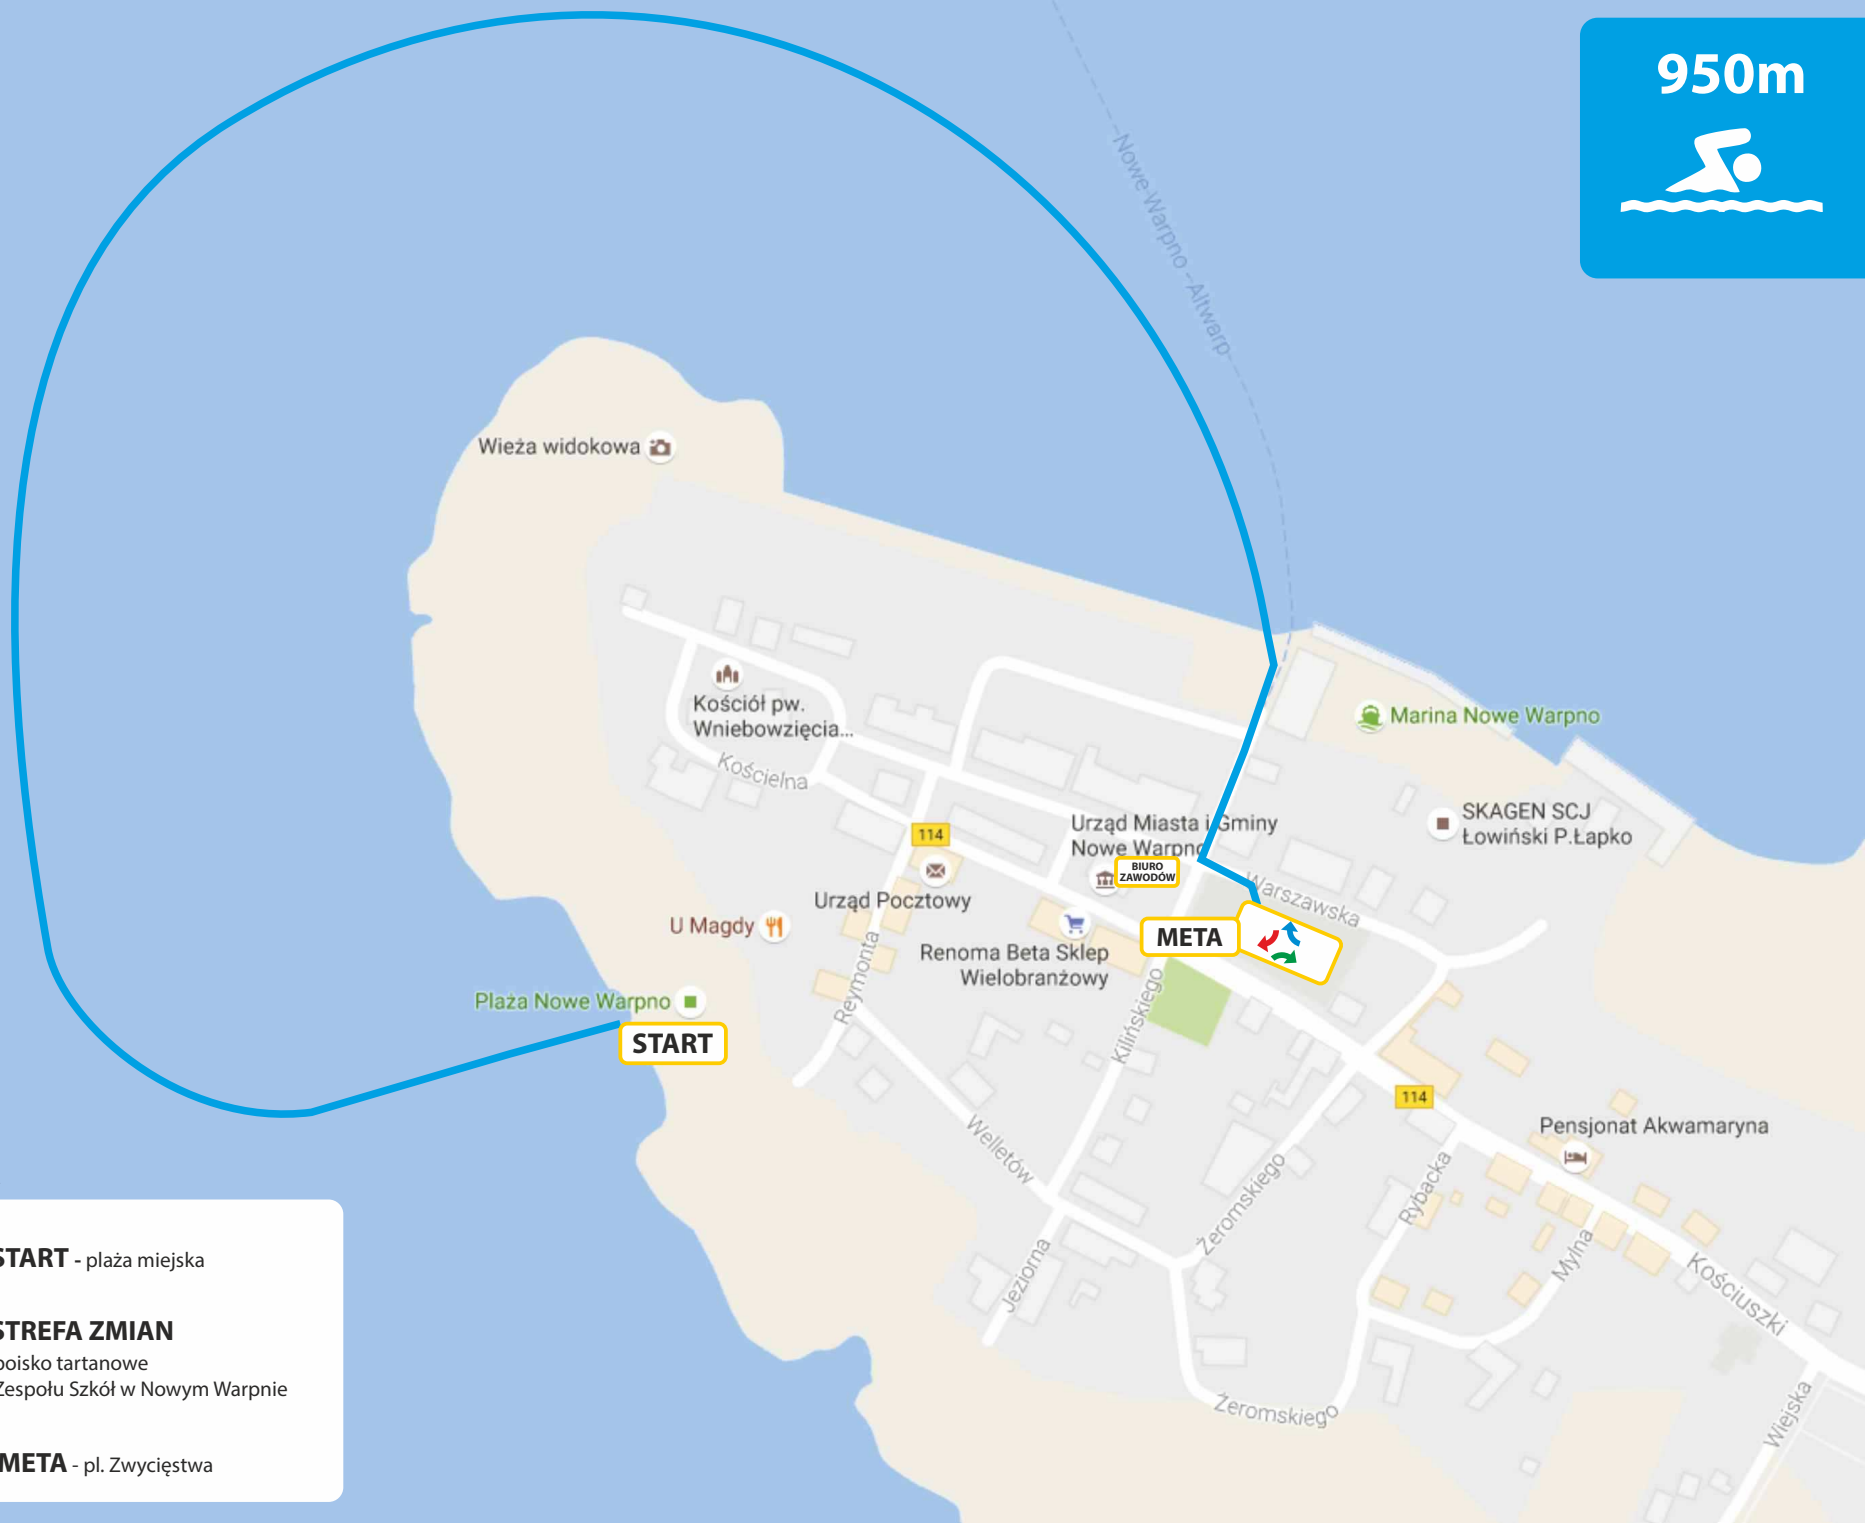 950m
Nowe Warpno - Altwarp
Wieża widokowa
Kościół pw.
Wniebowzięcia...
Kościelna
Marina Nowe Warpno
SKAGEN SCJ
Łowiński P.Łapko
Urząd Miasta i Gminy
Nowe Warpno
BIURO
ZAWODÓW
114
Urząd Pocztowy
Warszawska
U Magdy
META
Renoma Beta Sklep
Wielobranżowy
Reymonta
Kilińskiego
Plaża Nowe Warpno
START
114
Pensjonat Akwamaryna
Welletów
Żeromskiego
Rybacka
Mylna
Jeziorna
Kościuszki
Żeromskiego
Wiejska
START - plaża miejska
STREFA ZMIAN
boisko tartanowe
Zespołu Szkół w Nowym Warpnie
META - pl. Zwycięstwa